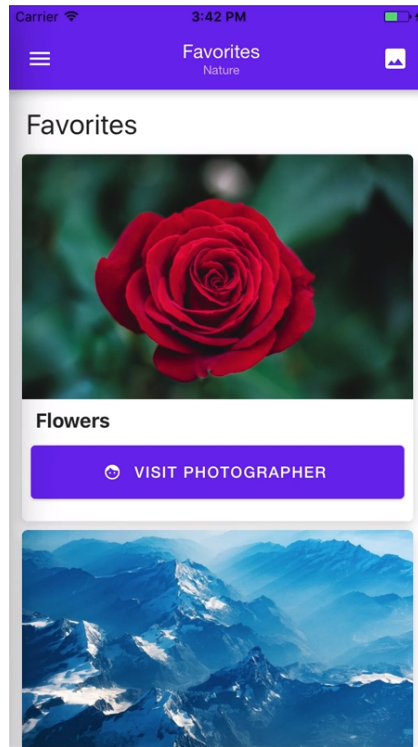 Carrier 3:42 PM
Favorites
Nature
Favorites
Flowers
VISIT PHOTOGRAPHER